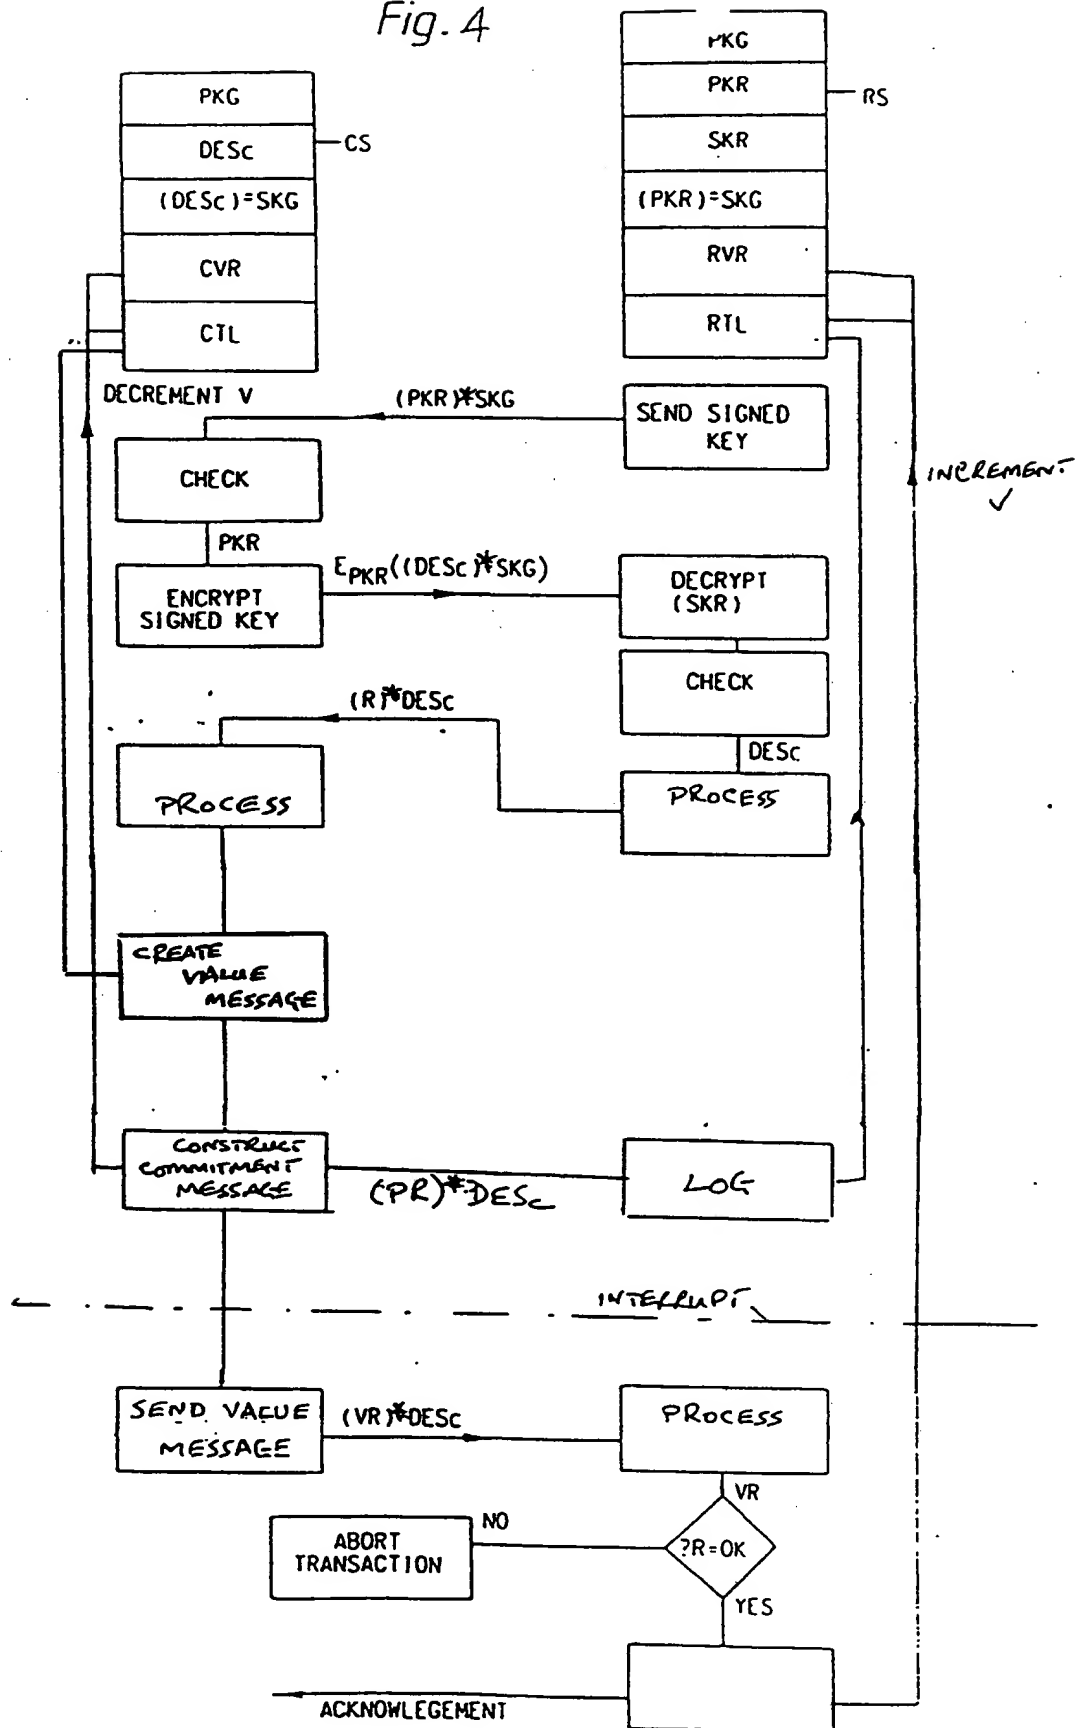 Fig. 4
PKG
DESc
CS
(DESc)=SKG
CVR
CTL
PKG
PKR
RS
SKR
(PKR)=SKG
RVR
RTL
DECREMENT V
(PKR)*SKG
SEND SIGNED
KEY
CHECK
INCREMENT
V
PKR
ENCRYPT
SIGNED KEY
EPKR((DESc)*SKG)
DECRYPT
(SKR)
CHECK
(R)*DESc
DESc
PROCESS
PROCESS
CREATE
VALUE
MESSAGE
CONSTRUCT
COMMITMENT
MESSAGE
(PR)*DESc
LOG
INTERRUPT
SEND VALUE
MESSAGE
(VR)*DESc
PROCESS
VR
NO
ABORT
TRANSACTION
?R=OK
YES
ACKNOWLEGEMENT